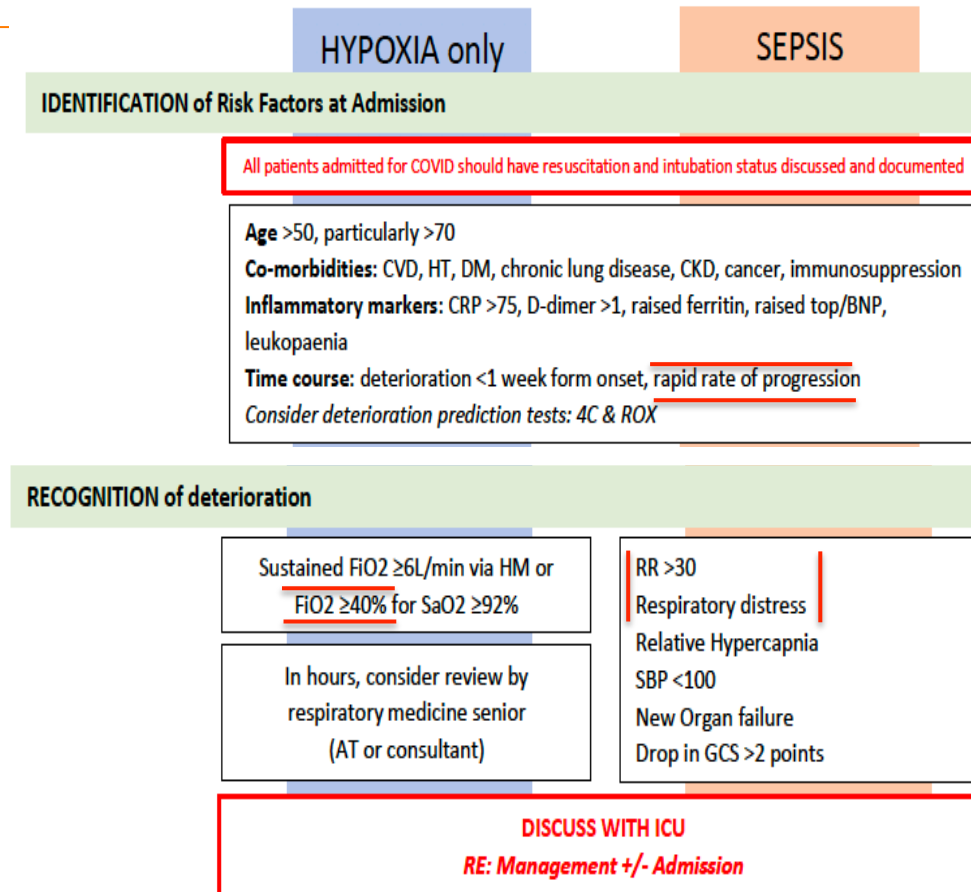 HYPOXIA only
SEPSIS
IDENTIFICATION of Risk Factors at Admission
All patients admitted for COVID should have resuscitation and intubation status discussed and documented
Age >50, particularly >70
Co-morbidities: CVD, HT, DM, chronic lung disease, CKD, cancer, immunosuppression
Inflammatory markers: CRP >75, D-dimer >1, raised ferritin, raised top/BNP,
leukopaenia
Time course: deterioration <1 week form onset, rapid rate of progression
Consider deterioration prediction tests: 4C & ROX
RECOGNITION of deterioration
Sustained FiO2 ≥6L/min via HM or
FiO2 ≥40% for SaO2 ≥92%
In hours, consider review by
respiratory medicine senior
(AT or consultant)
RR >30
Respiratory distress
Relative Hypercapnia
SBP <100
New Organ failure
Drop in GCS >2 points
DISCUSS WITH ICU
RE: Management +/- Admission